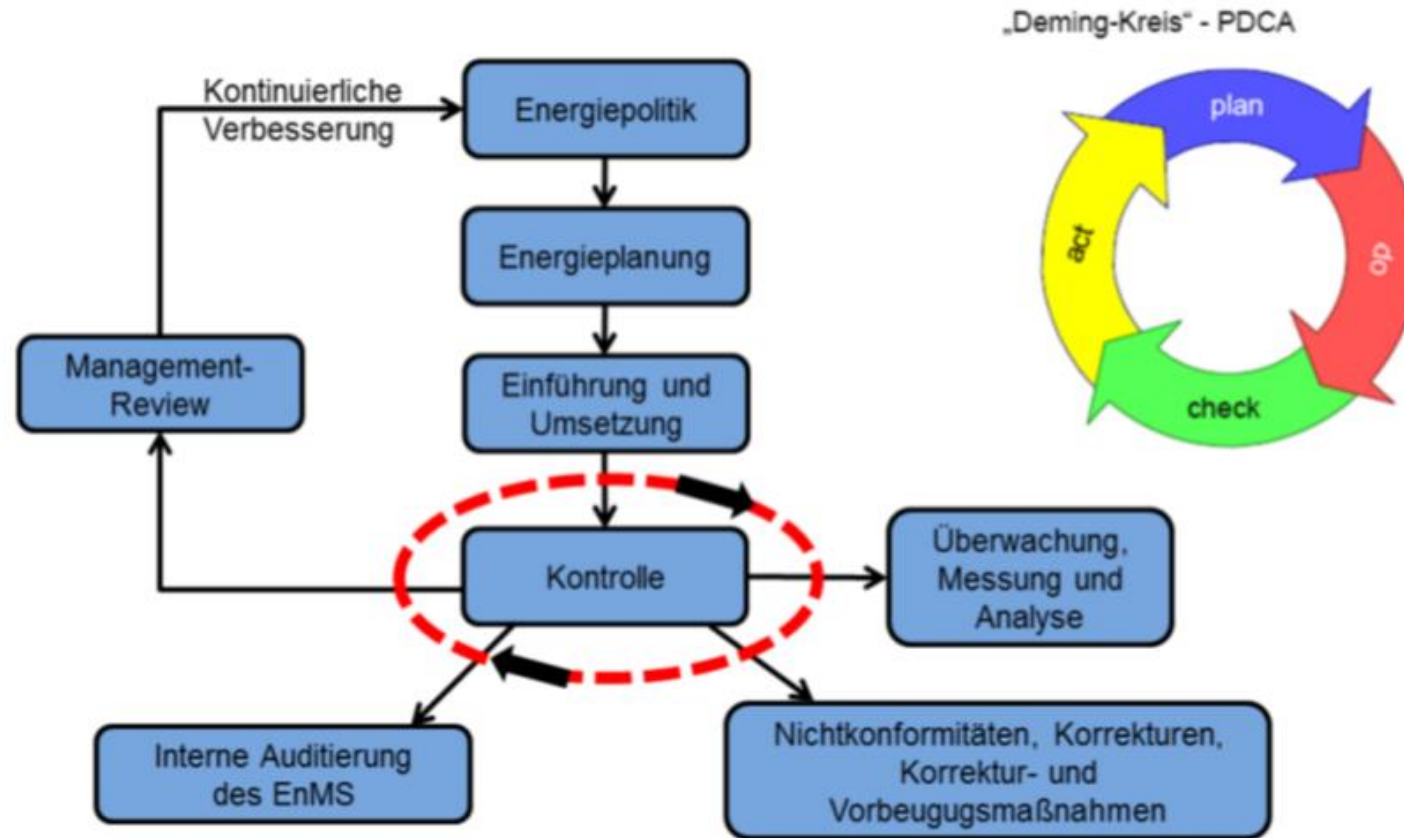 „Deming-Kreis“ - PDCA
Kontinuierliche
Verbesserung
Energiepolitik
plan
do
check
act
Energieplanung
Management-
Review
Einführung und
Umsetzung
Kontrolle
Überwachung,
Messung und
Analyse
Interne Auditierung
des EnMS
Nichtkonformitäten, Korrekturen,
Korrektur- und
Vorbeugugsmaßnahmen